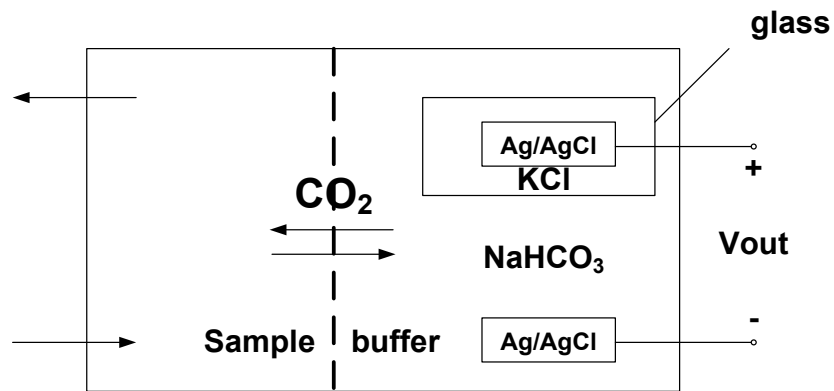 glass
Ag/AgCl
KCl
+
CO₂
Vout
NaHCO₃
-
Sample
buffer
Ag/AgCl